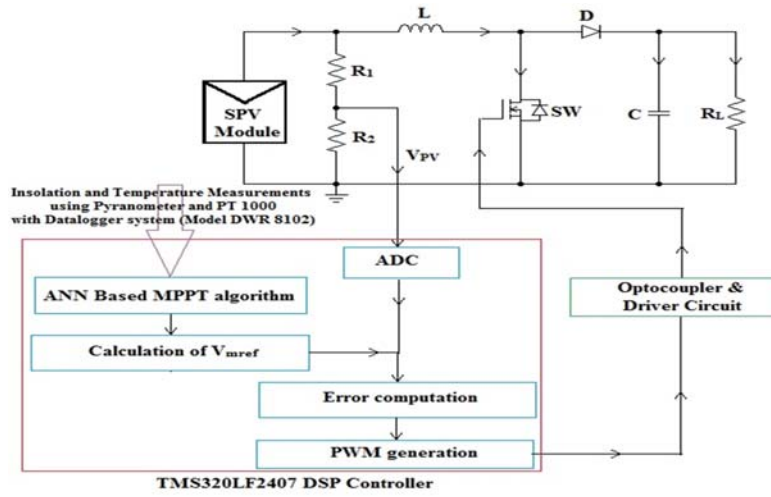 L
D
R1
SPV
Module
SW
C
RL
R2
VPV
Insolation and Temperature Measurements
using Pyranometer and PT 1000
with Datalogger system (Model DWR 8102)
ADC
ANN Based MPPT algorithm
Optocoupler &
Driver Circuit
Calculation of Vmref
Error computation
PWM generation
TMS320LF2407 DSP Controller